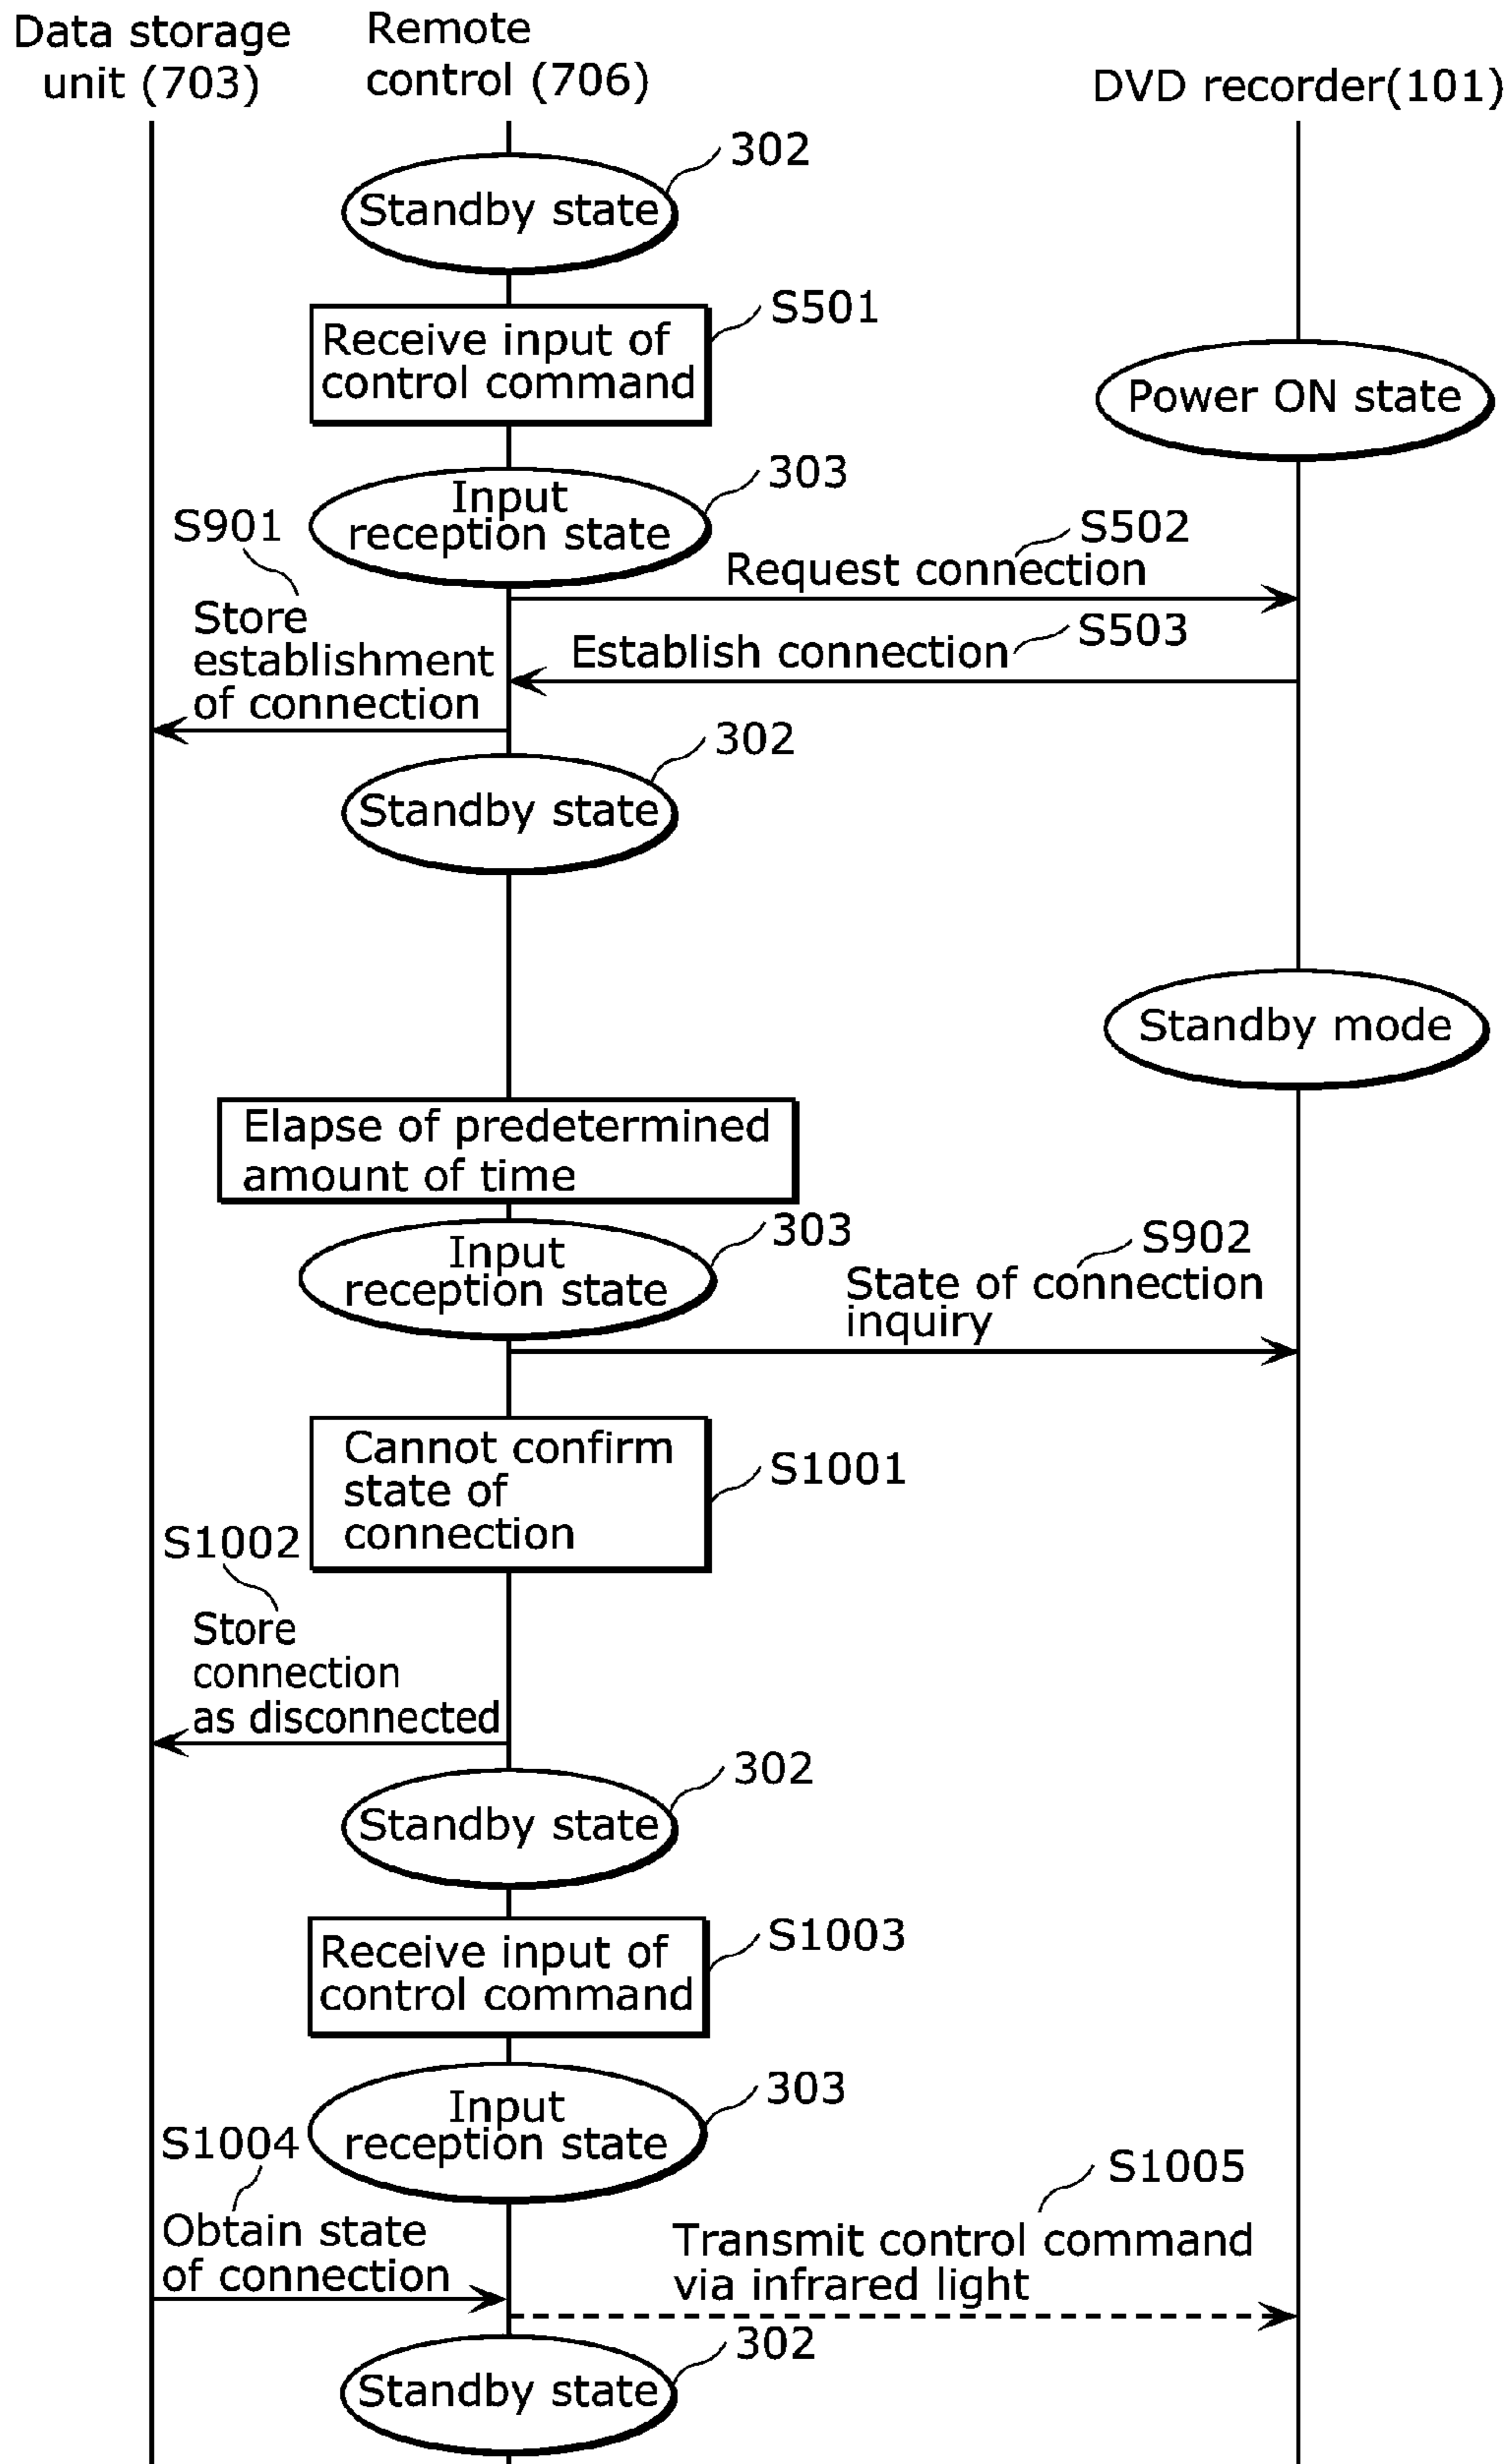 Data storage
unit (703)
Remote
control (706)
DVD recorder(101)
302
Standby state
S501
Receive input of
control command
Power ON state
303
Input
reception state
S901
S502
Request connection
Store
establishment
of connection
S503
Establish connection
302
Standby state
Standby mode
Elapse of predetermined
amount of time
303
Input
reception state
S902
State of connection
inquiry
Cannot confirm
state of
connection
S1001
S1002
Store
connection
as disconnected
302
Standby state
S1003
Receive input of
control command
303
Input
reception state
S1004
Obtain state
of connection
S1005
Transmit control command
via infrared light
302
Standby state